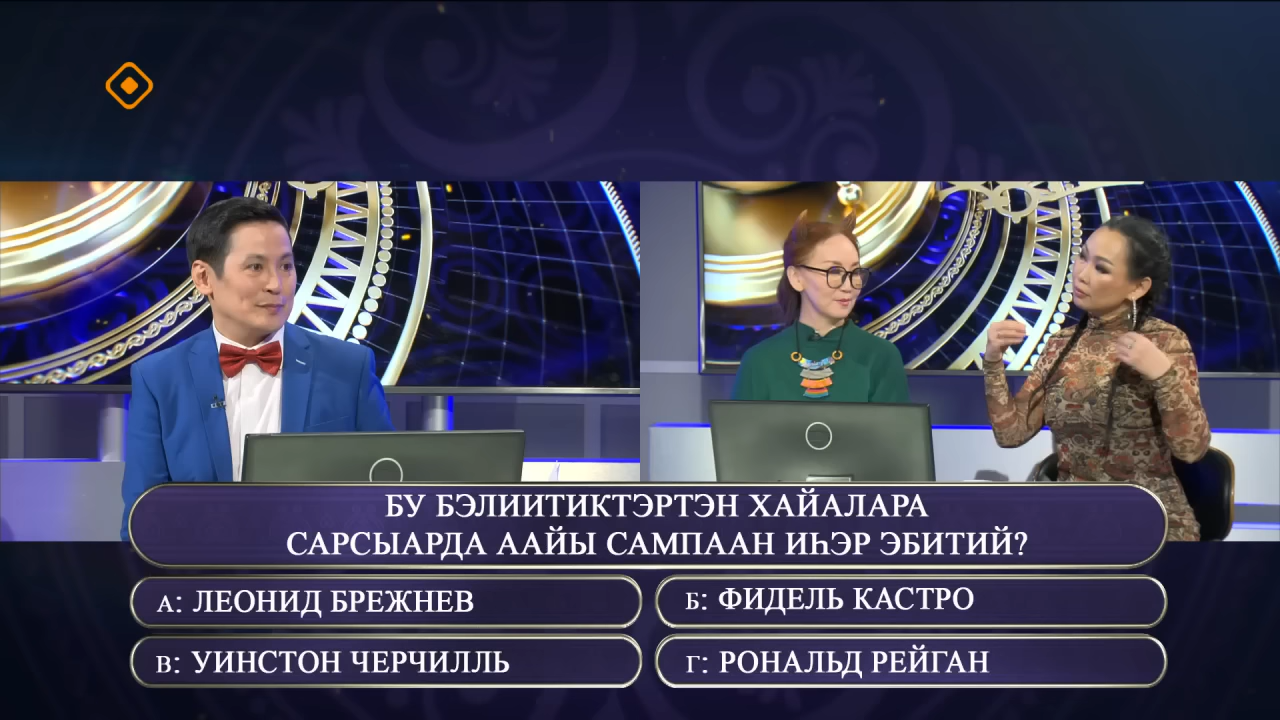 БУ БЭЛИИТИКТЭРТЭН ХАЙАЛАРА
САРСЫАРДА ААЙЫ САМПААН ИҺЭР ЭБИТИЙ?
А: ЛЕОНИД БРЕЖНЕВ
Б: ФИДЕЛЬ КАСТРО
В: УИНСТОН ЧЕРЧИЛЛЬ
Г: РОНАЛЬД РЕЙГАН